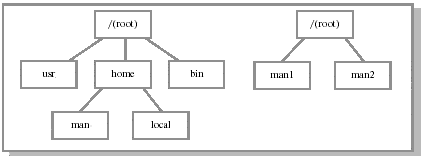 /(root) /(root)
usr home bin man1 man2
man local